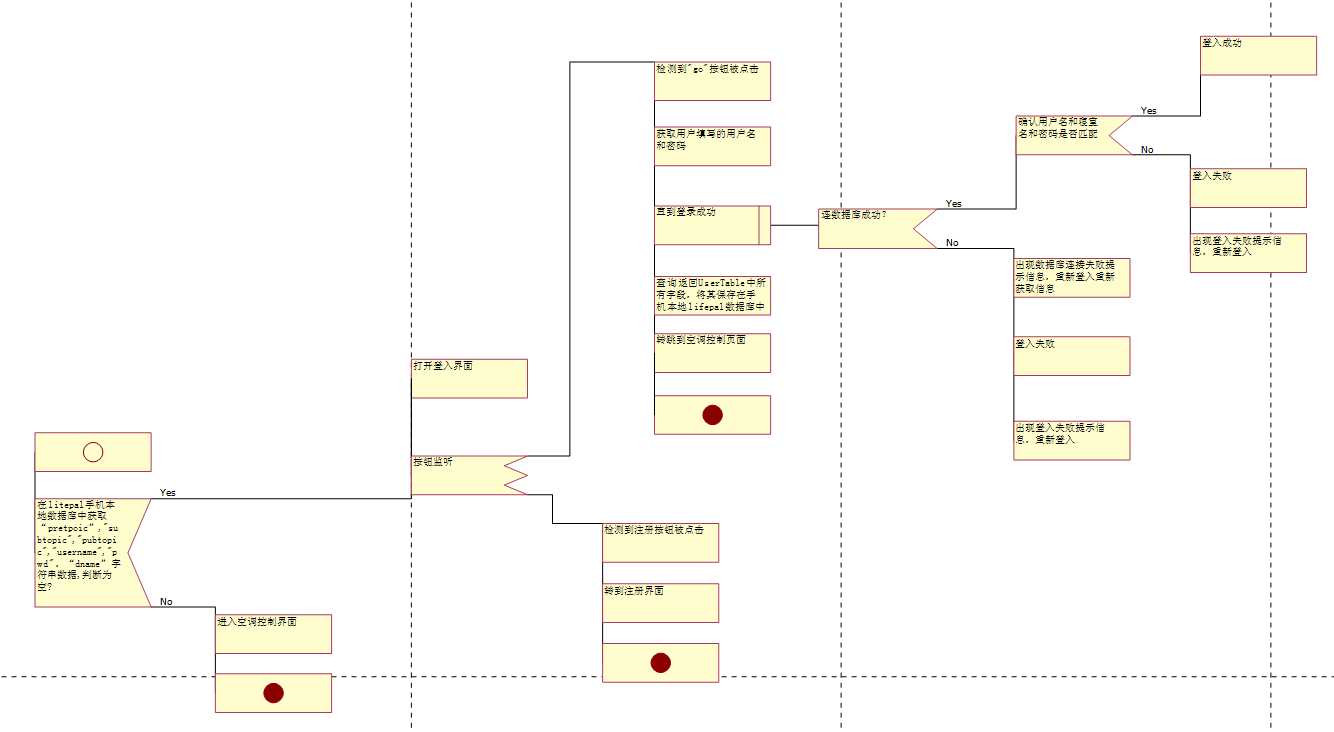 登入成功
检测到"go"按钮被点击
Yes
确认用户名和寝室
名和密码是否匹配
获取用户填写的用户名
和密码
No
登入失败
Yes
直到登录成功
连数据库成功?
No
出现登入失败提示信
息，重新登入
出现数据库连接失败提
示信息，重新登入重新
获取信息
查询返回UserTable中所
有字段，将其保存在手
机本地lifepal数据库中
转跳到空调控制页面
登入失败
打开登入界面
出现登入失败提示信
息，重新登入
按钮监听
Yes
在litepal手机本
地数据库中获取
“pretpoic”,"su
btopic","pubtopi
c","username","p
wd"，“dname”字
符串数据,判断为
空?
检测到注册按钮被点击
转到注册界面
No
进入空调控制界面